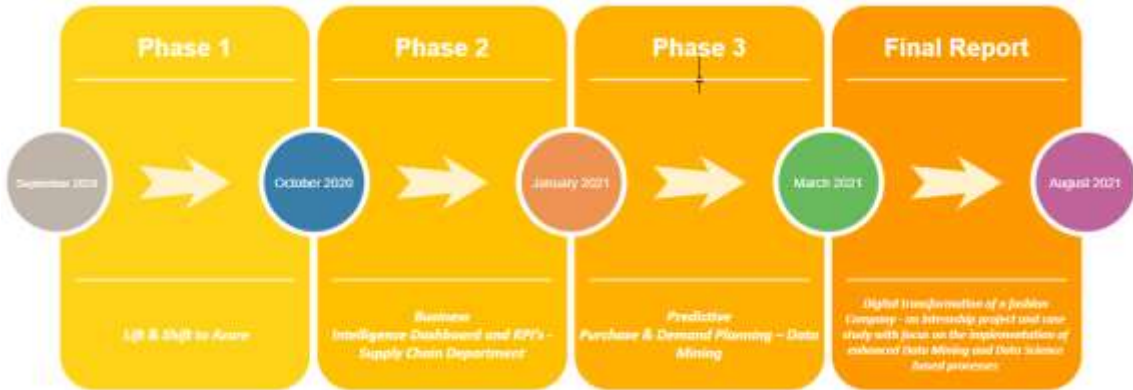 Phase 1
Phase 2
Phase 3
Final Report
September 2020
October 2020
January 2021
March 2021
August 2021
Lift & Shift to Azure
Business
Intelligence Dashboard and KPI's -
Supply Chain Department
Predictive
Purchase & Demand Planning – Data
Mining
Digital transformation of a fashion
Company - an internship project and case
study with focus on the implementation of
enhanced Data Mining and Data Science
based processes